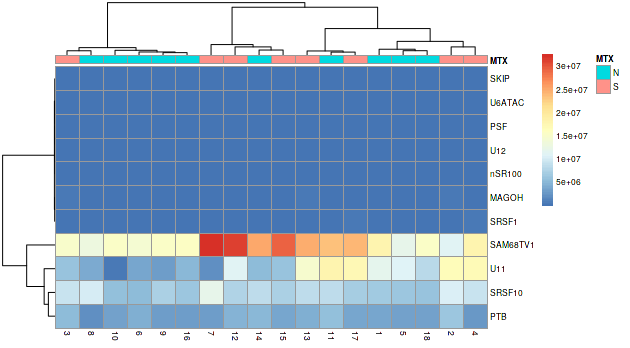 MTX
SKIP
U6ATAC
PSF
U12
nSR100
MAGOH
SRSF1
SAM68TV1
U11
SRSF10
PTB
3 8 10 6 9 16 7 12 14 15 13 11 17 1 5 18 2 4
3e+07
2.5e+07
2e+07
1.5e+07
1e+07
5e+06
MTX
N
S